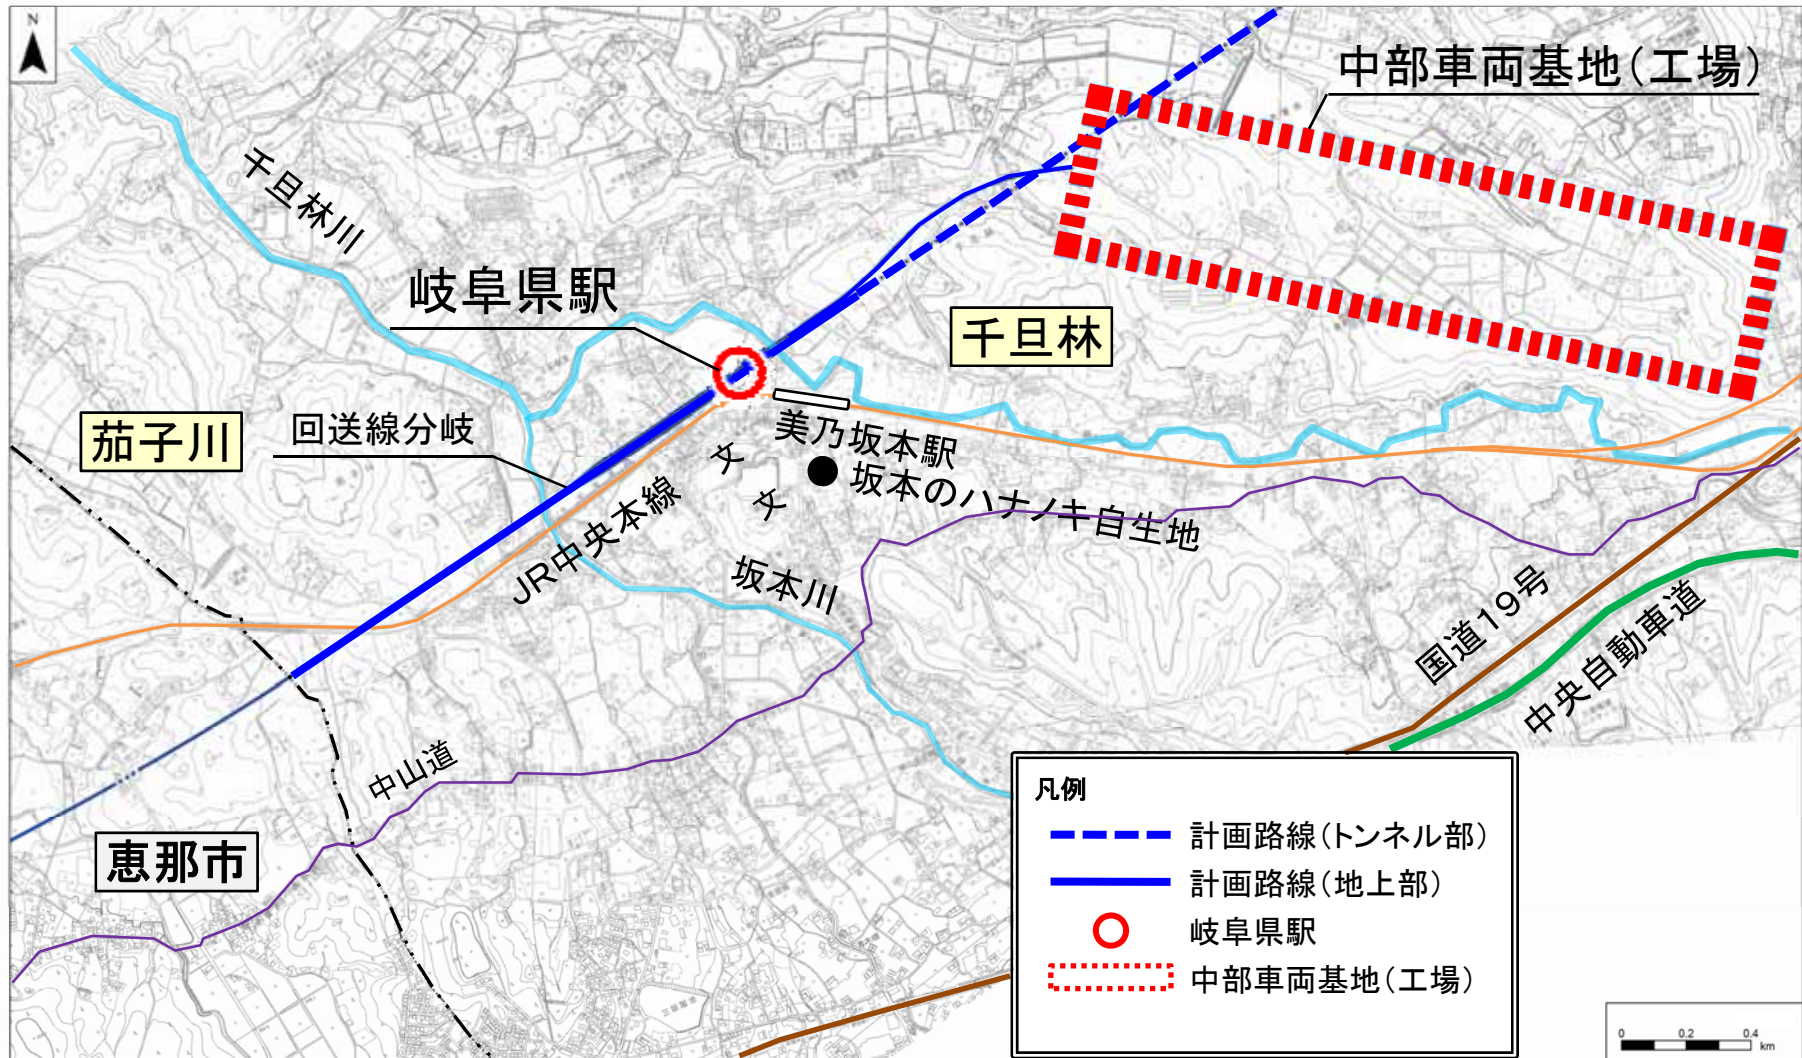 N
中部車両基地(工場)
千旦林川
岐阜県駅
千旦林
茄子川
回送線分岐
美乃坂本駅
文
坂本のハナノキ自生地
文
JR中央本線
坂本川
国道19号
中央自動車道
中山道
恵那市
凡例
計画路線(トンネル部)
計画路線(地上部)
岐阜県駅
中部車両基地(工場)
0 0.2 0.4
km